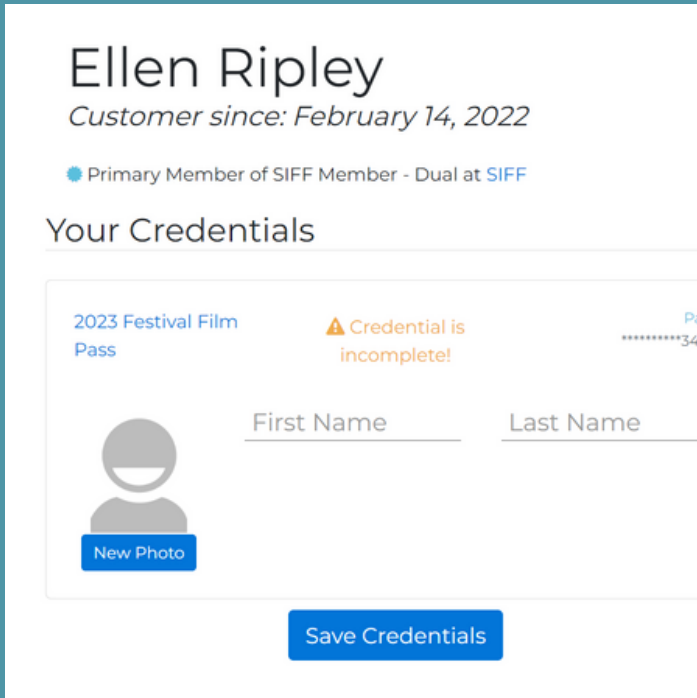 Ellen Ripley
Customer since: February 14, 2022
Primary Member of SIFF Member - Dual at SIFF
Your Credentials
2023 Festival Film
Pass
Credential is
incomplete!
**********34
First Name
Last Name
New Photo
Save Credentials